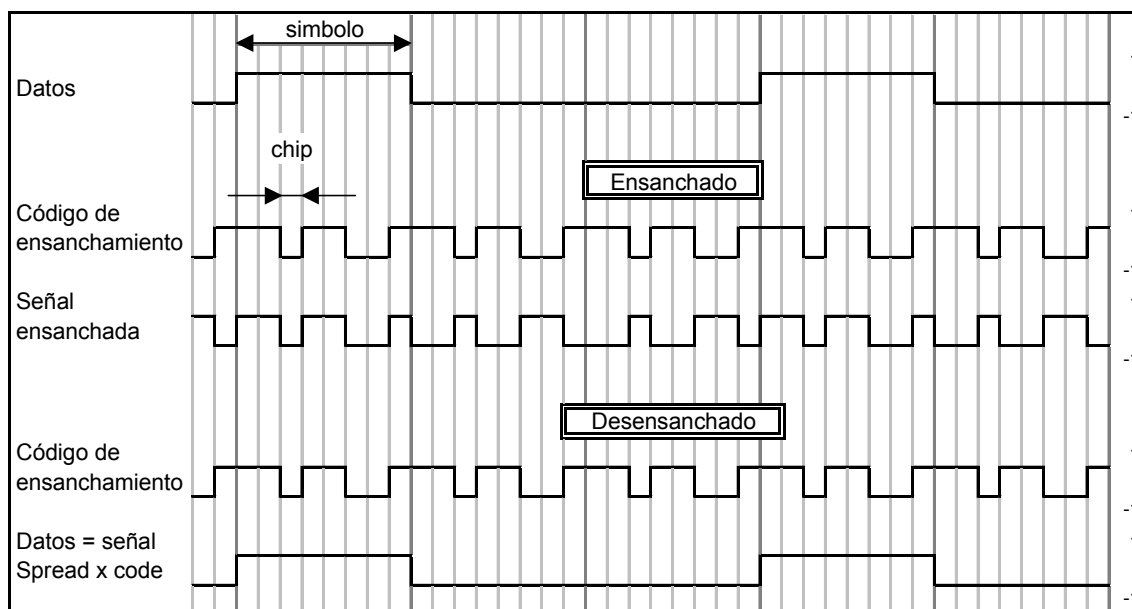 simbolo
Datos
chip
Ensanchado
Código de
ensanchamiento
Señal
ensanchada
Desensanchado
Código de
ensanchamiento
Datos = señal
Spread x code